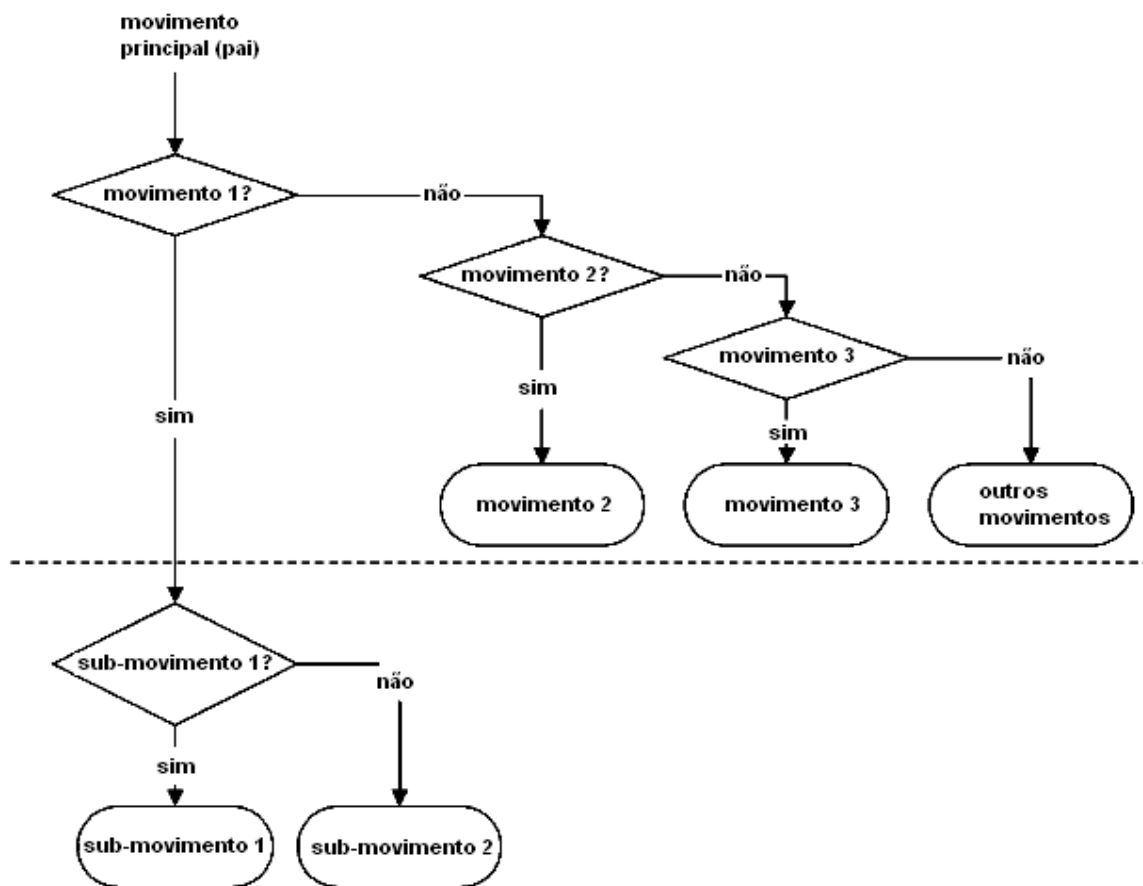 movimento
principal (pai)
movimento 1?
não
movimento 2?
não
movimento 3
não
sim
sim
sim
movimento 2
movimento 3
outros
movimentos
sub-movimento 1?
não
sim
sub-movimento 1
sub-movimento 2